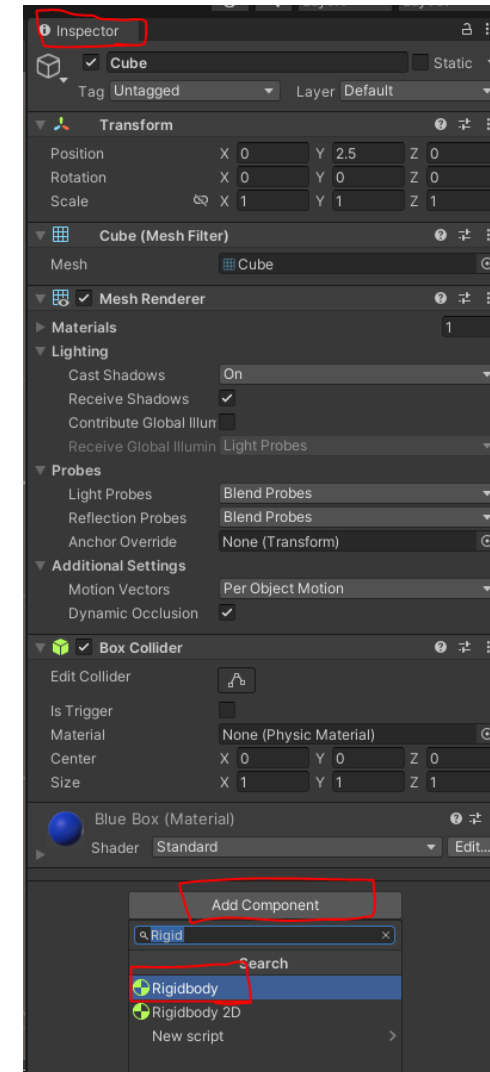 Inspector
Cube Static
Tag Untagged Layer Default
Transform
Position X 0 Y 2.5 Z 0
Rotation X 0 Y 0 Z 0
Scale X 1 Y 1 Z 1
Cube (Mesh Filter)
Mesh Cube
Mesh Renderer
Materials 1
Lighting
Cast Shadows On
Receive Shadows
Contribute Global Illum
Receive Global Illumin Light Probes
Probes
Light Probes Blend Probes
Reflection Probes Blend Probes
Anchor Override None (Transform)
Additional Settings
Motion Vectors Per Object Motion
Dynamic Occlusion
Box Collider
Edit Collider
Is Trigger
Material None (Physic Material)
Center X 0 Y 0 Z 0
Size X 1 Y 1 Z 1
Blue Box (Material)
Shader Standard Edit...
Add Component
Rigid
Search
Rigidbody
Rigidbody 2D
New script